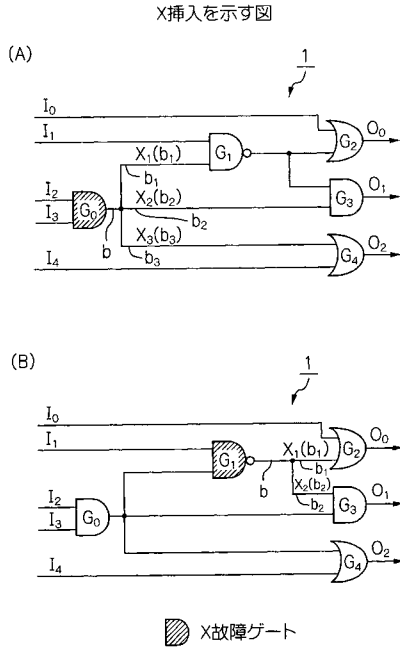 X挿入を示す図
(A)
1
I₀
I₁
X₁(b₁)
G₁
G₂
O₀
b₁
I₂
I₃
G₀
X₂(b₂)
G₃
O₁
b
b₂
X₃(b₃)
b₃
I₄
G₄
O₂
(B)
1
I₀
I₁
G₁
X₁(b₁)
G₂
O₀
b
b₁
X₂(b₂)
I₂
I₃
G₀
b₂
G₃
O₁
I₄
G₄
O₂
X故障ゲート